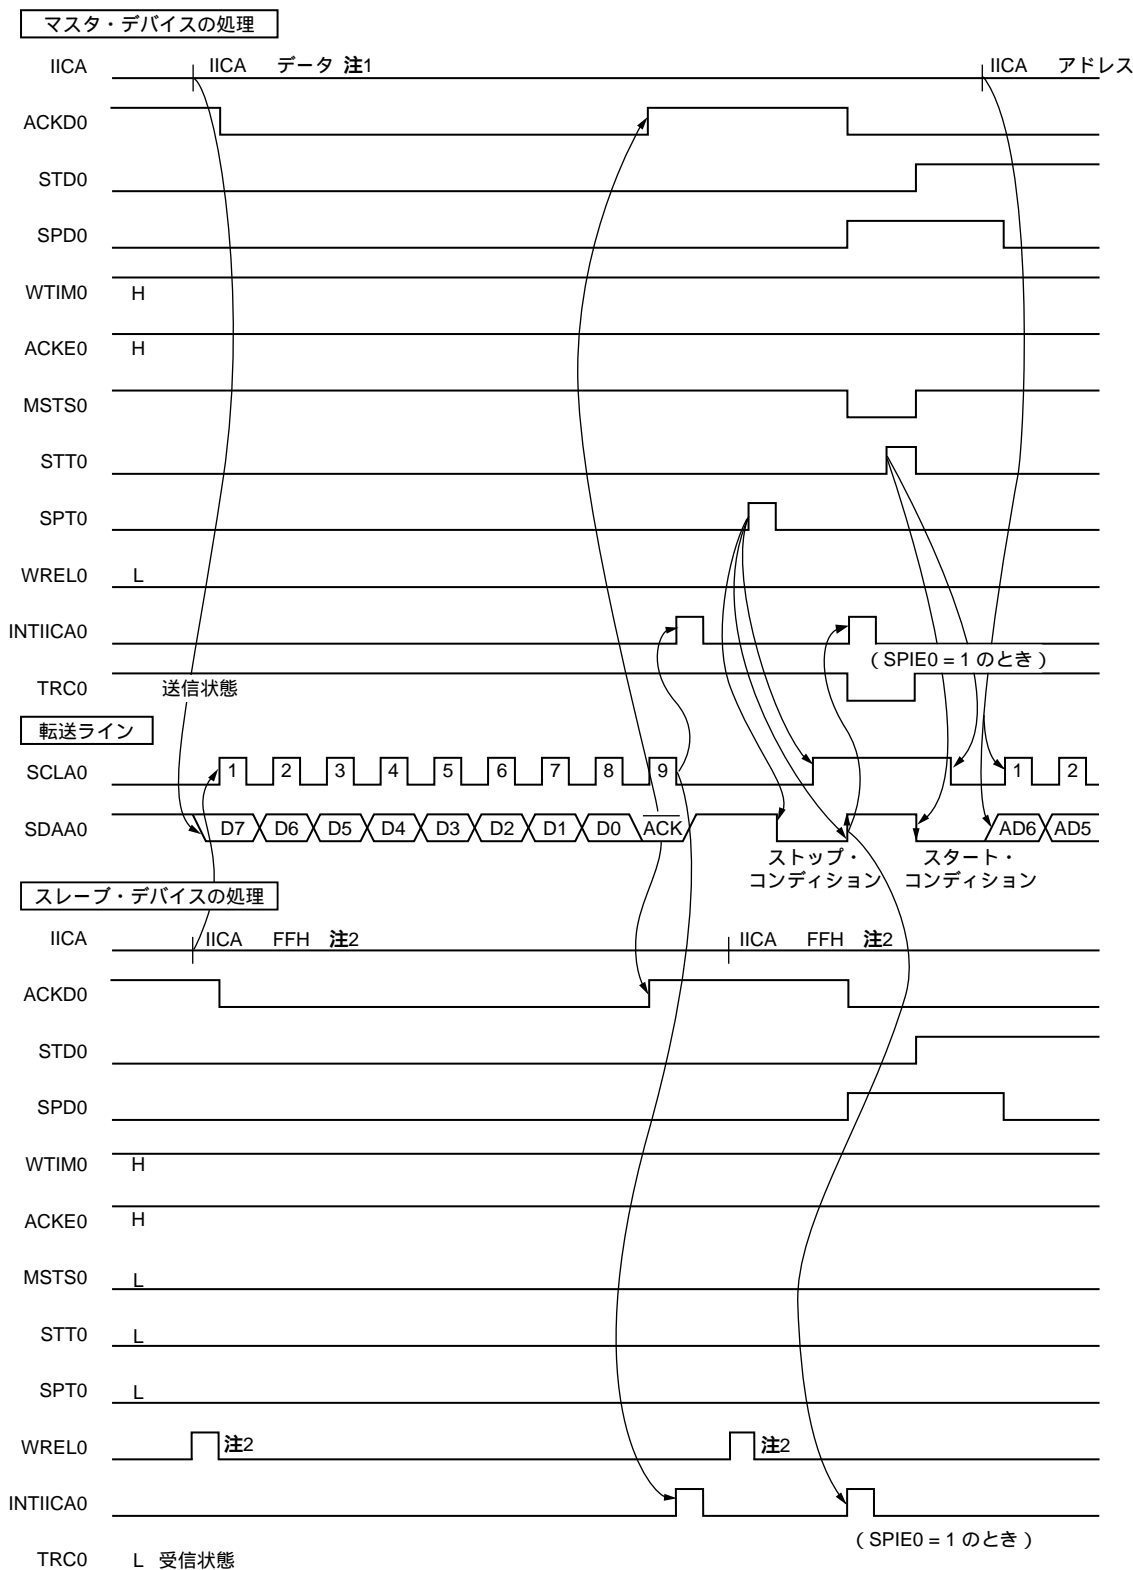 マスタ・デバイスの処理
IICA IICA データ 注1 IICA アドレス
ACKD0
STD0
SPD0
WTIM0 H
ACKE0 H
MSTS0
STT0
SPT0
WREL0 L
INTIICA0
（SPIE0 = 1 のとき）
TRC0 送信状態
転送ライン
SCLA0 1 2 3 4 5 6 7 8 9 1 2
SDAA0 D7 D6 D5 D4 D3 D2 D1 D0 ACK AD6 AD5
ストップ・ スタート・
コンディション コンディション
スレーブ・デバイスの処理
IICA IICA FFH 注2 IICA FFH 注2
ACKD0
STD0
SPD0
WTIM0 H
ACKE0 H
MSTS0 L
STT0 L
SPT0 L
WREL0 注2 注2
INTIICA0
（SPIE0 = 1 のとき）
TRC0 L 受信状態